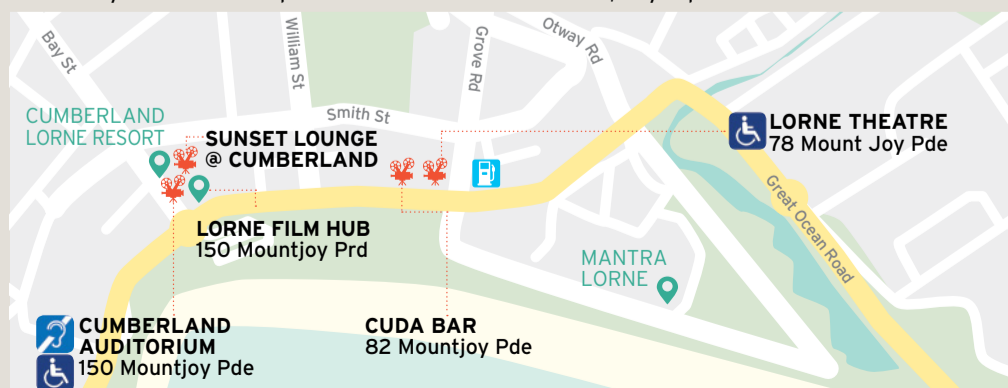 Bay St
William St
Grove Rd
Otway Rd
Smith St
CUMBERLAND
LORNE RESORT
SUNSET LOUNGE
@ CUMBERLAND
LORNE THEATRE
78 Mount Joy Pde
LORNE FILM HUB
150 Mountjoy Prd
Great Ocean Road
MANTRA
LORNE
CUMBERLAND
AUDITORIUM
150 Mountjoy Pde
CUDA BAR
82 Mountjoy Pde